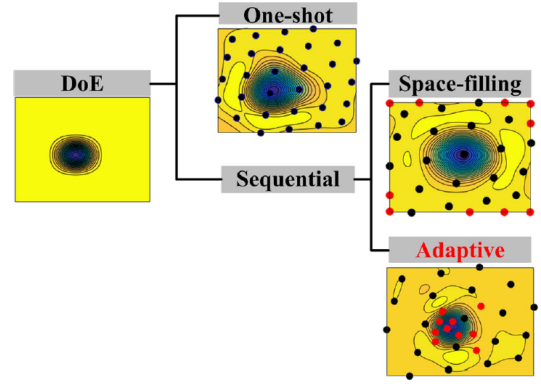 One-shot
DoE
Space-filling
Sequential
Adaptive